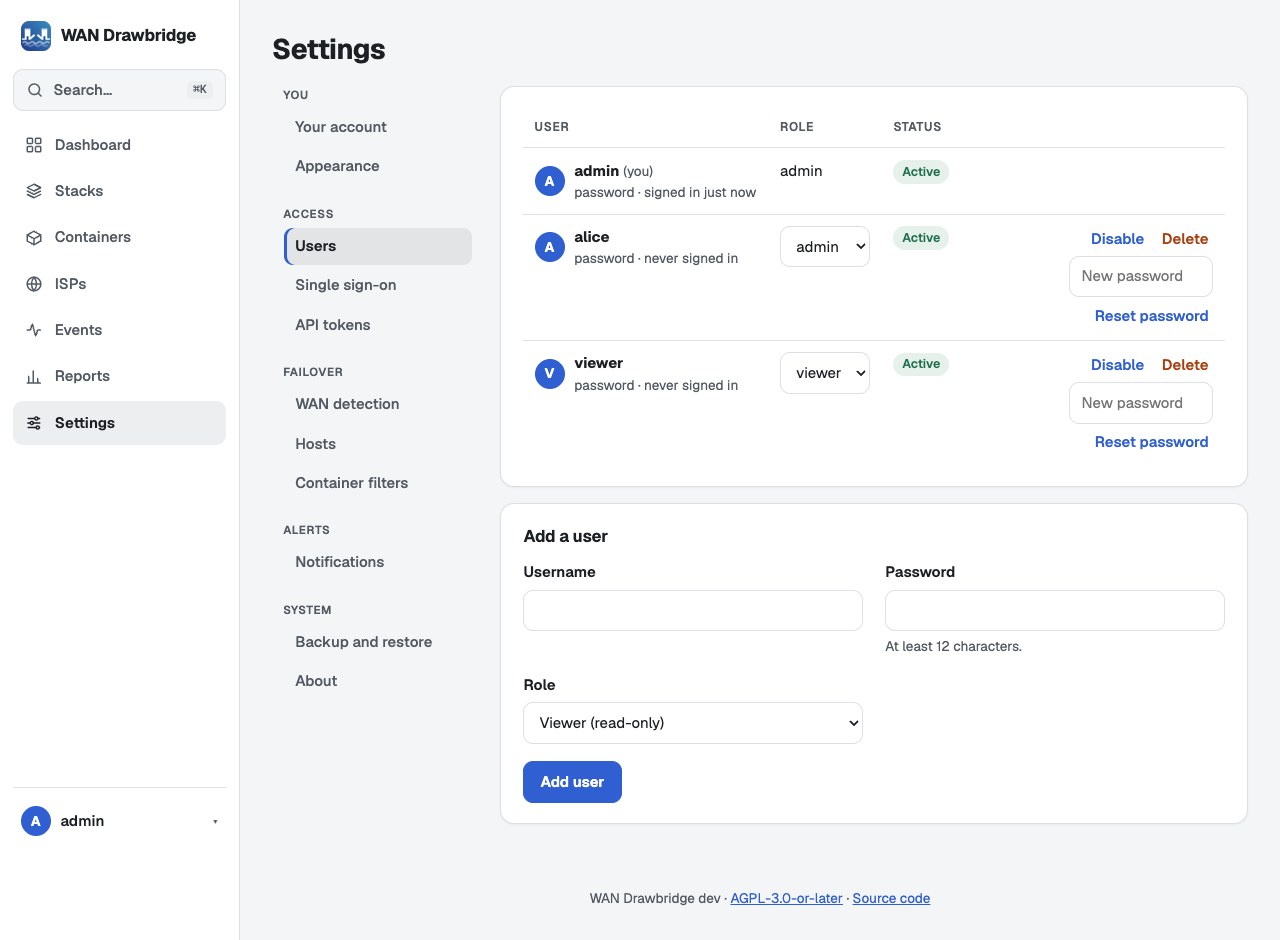 WAN Drawbridge
Search...
⌘K
Dashboard
Stacks
Containers
ISPs
Events
Reports
Settings
A admin
Settings
YOU
Your account
Appearance
ACCESS
Users
Single sign-on
API tokens
FAILOVER
WAN detection
Hosts
Container filters
ALERTS
Notifications
SYSTEM
Backup and restore
About
USER ROLE STATUS
A admin (you) admin Active
password · signed in just now
A alice admin Active Disable Delete
password · never signed in
New password
Reset password
V viewer viewer Active Disable Delete
password · never signed in
New password
Reset password
Add a user
Username Password
At least 12 characters.
Role
Viewer (read-only)
Add user
WAN Drawbridge dev · AGPL-3.0-or-later · Source code